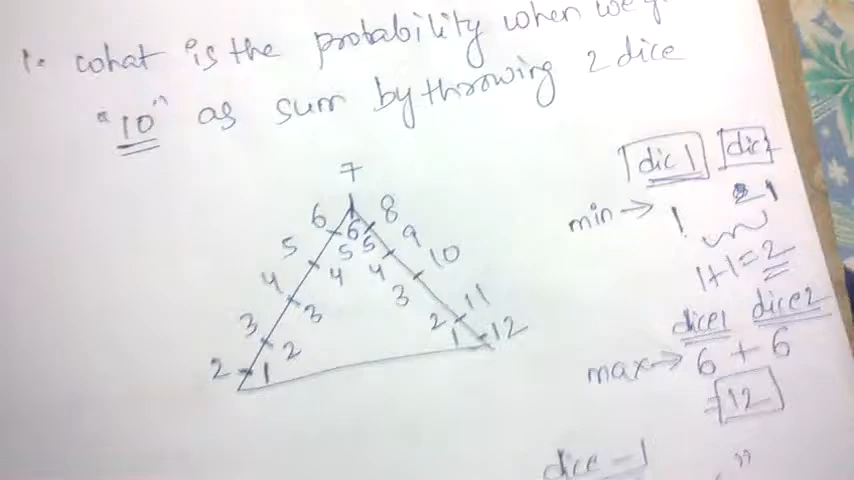 1. what is the probability when we
"10" as sum by throwing 2 dice
7
6 6 8
5 5 5 9
4 4 4 10
3 3 3 11
2 2 2 12
1 1
dic 1
min → 1 1
1+1=2
dice1 dice2
max → 6 + 6
=12
dice - 1